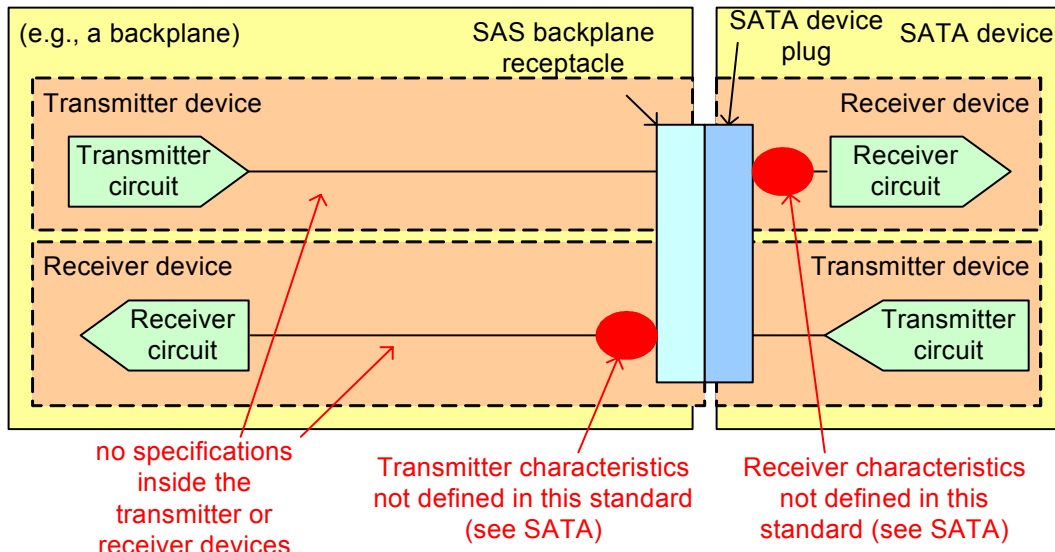 (e.g., a backplane)
SAS backplane
receptacle
SATA device
plug
SATA device
Transmitter device
Receiver device
Transmitter
circuit
Receiver
circuit
Receiver device
Transmitter device
Receiver
circuit
Transmitter
circuit
no specifications
inside the
transmitter or
receiver devices
Transmitter characteristics
not defined in this standard
(see SATA)
Receiver characteristics
not defined in this
standard (see SATA)